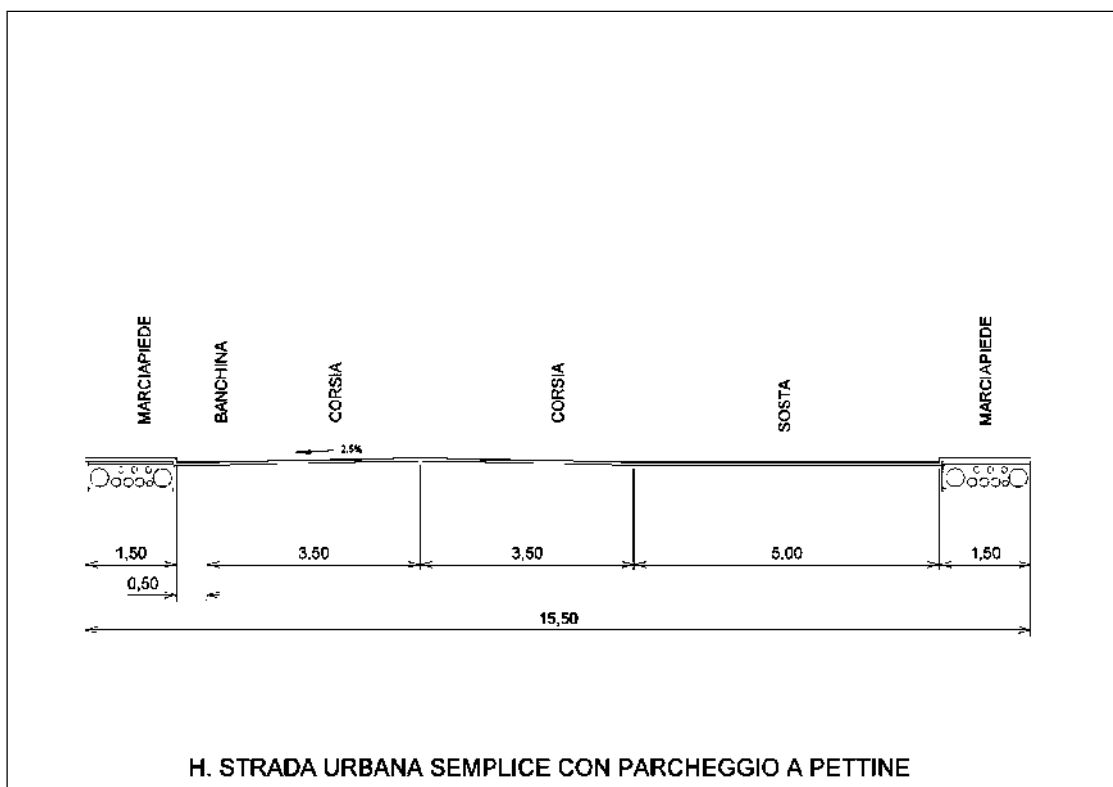 MARCIAPIEDE
BANCHINA
CORSIA
CORSIA
SOSTA
MARCIAPIEDE
2.5%
1,50
3.50
3,50
5.00
1,50
0,50
15,50
H. STRADA URBANA SEMPLICE CON PARCHEGGIO A PETTINE